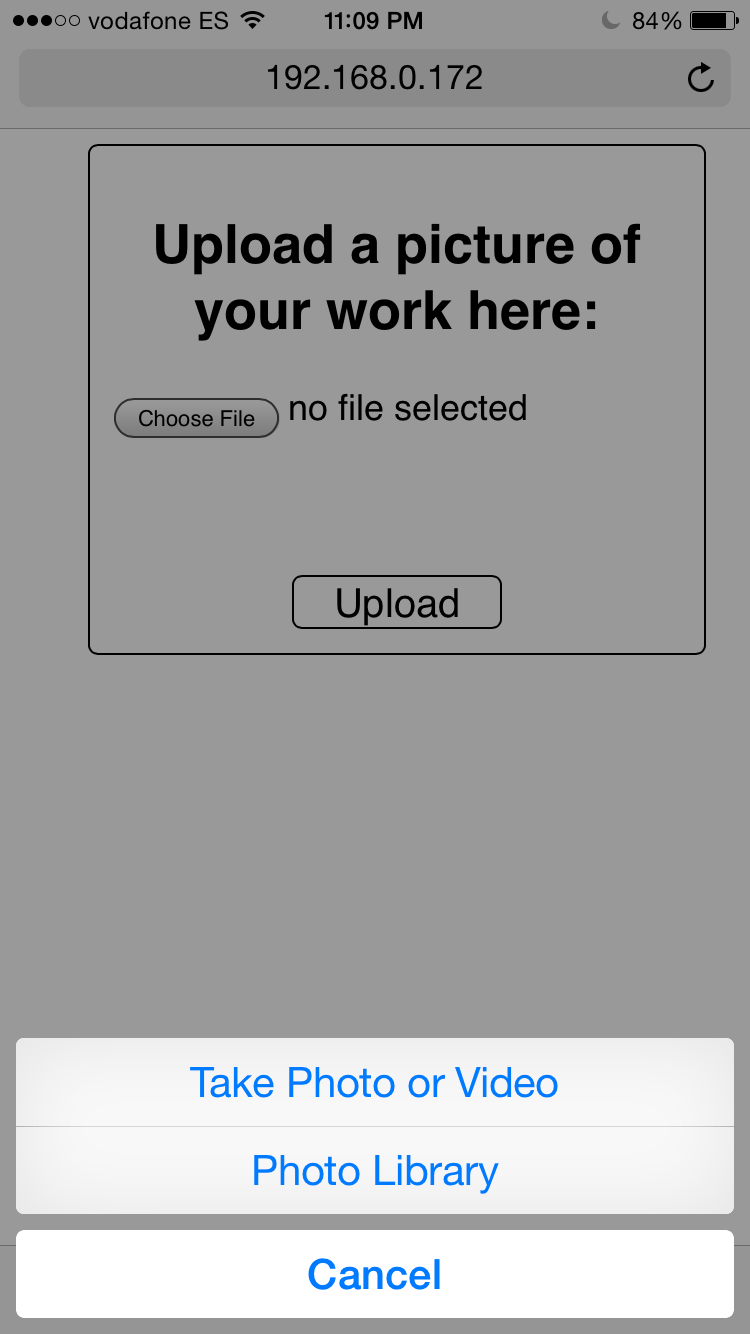 vodafone ES 11:09 PM 84%
192.168.0.172
Upload a picture of
your work here:
Choose File no file selected
Upload
Take Photo or Video
Photo Library
Cancel